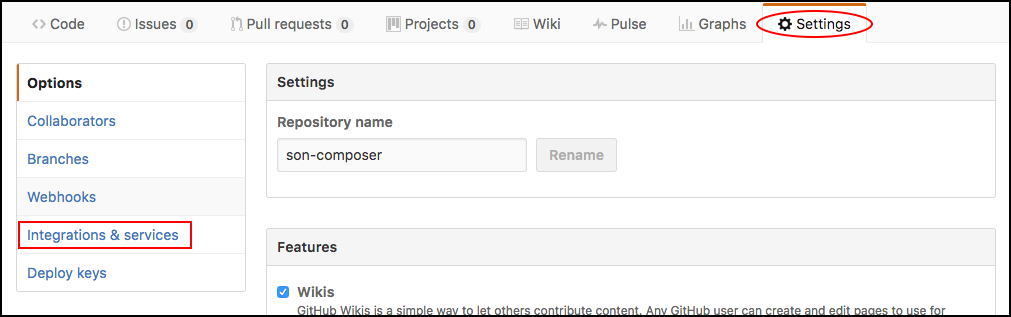 Code Issues 0 Pull requests 0 Projects 0 Wiki Pulse Graphs Settings
Options
Collaborators
Branches
Webhooks
Integrations & services
Deploy keys
Settings
Repository name
son-composer Rename
Features
Wikis
GitHub Wikis is a simple way to let others contribute content. Any GitHub user can create and edit pages to use for